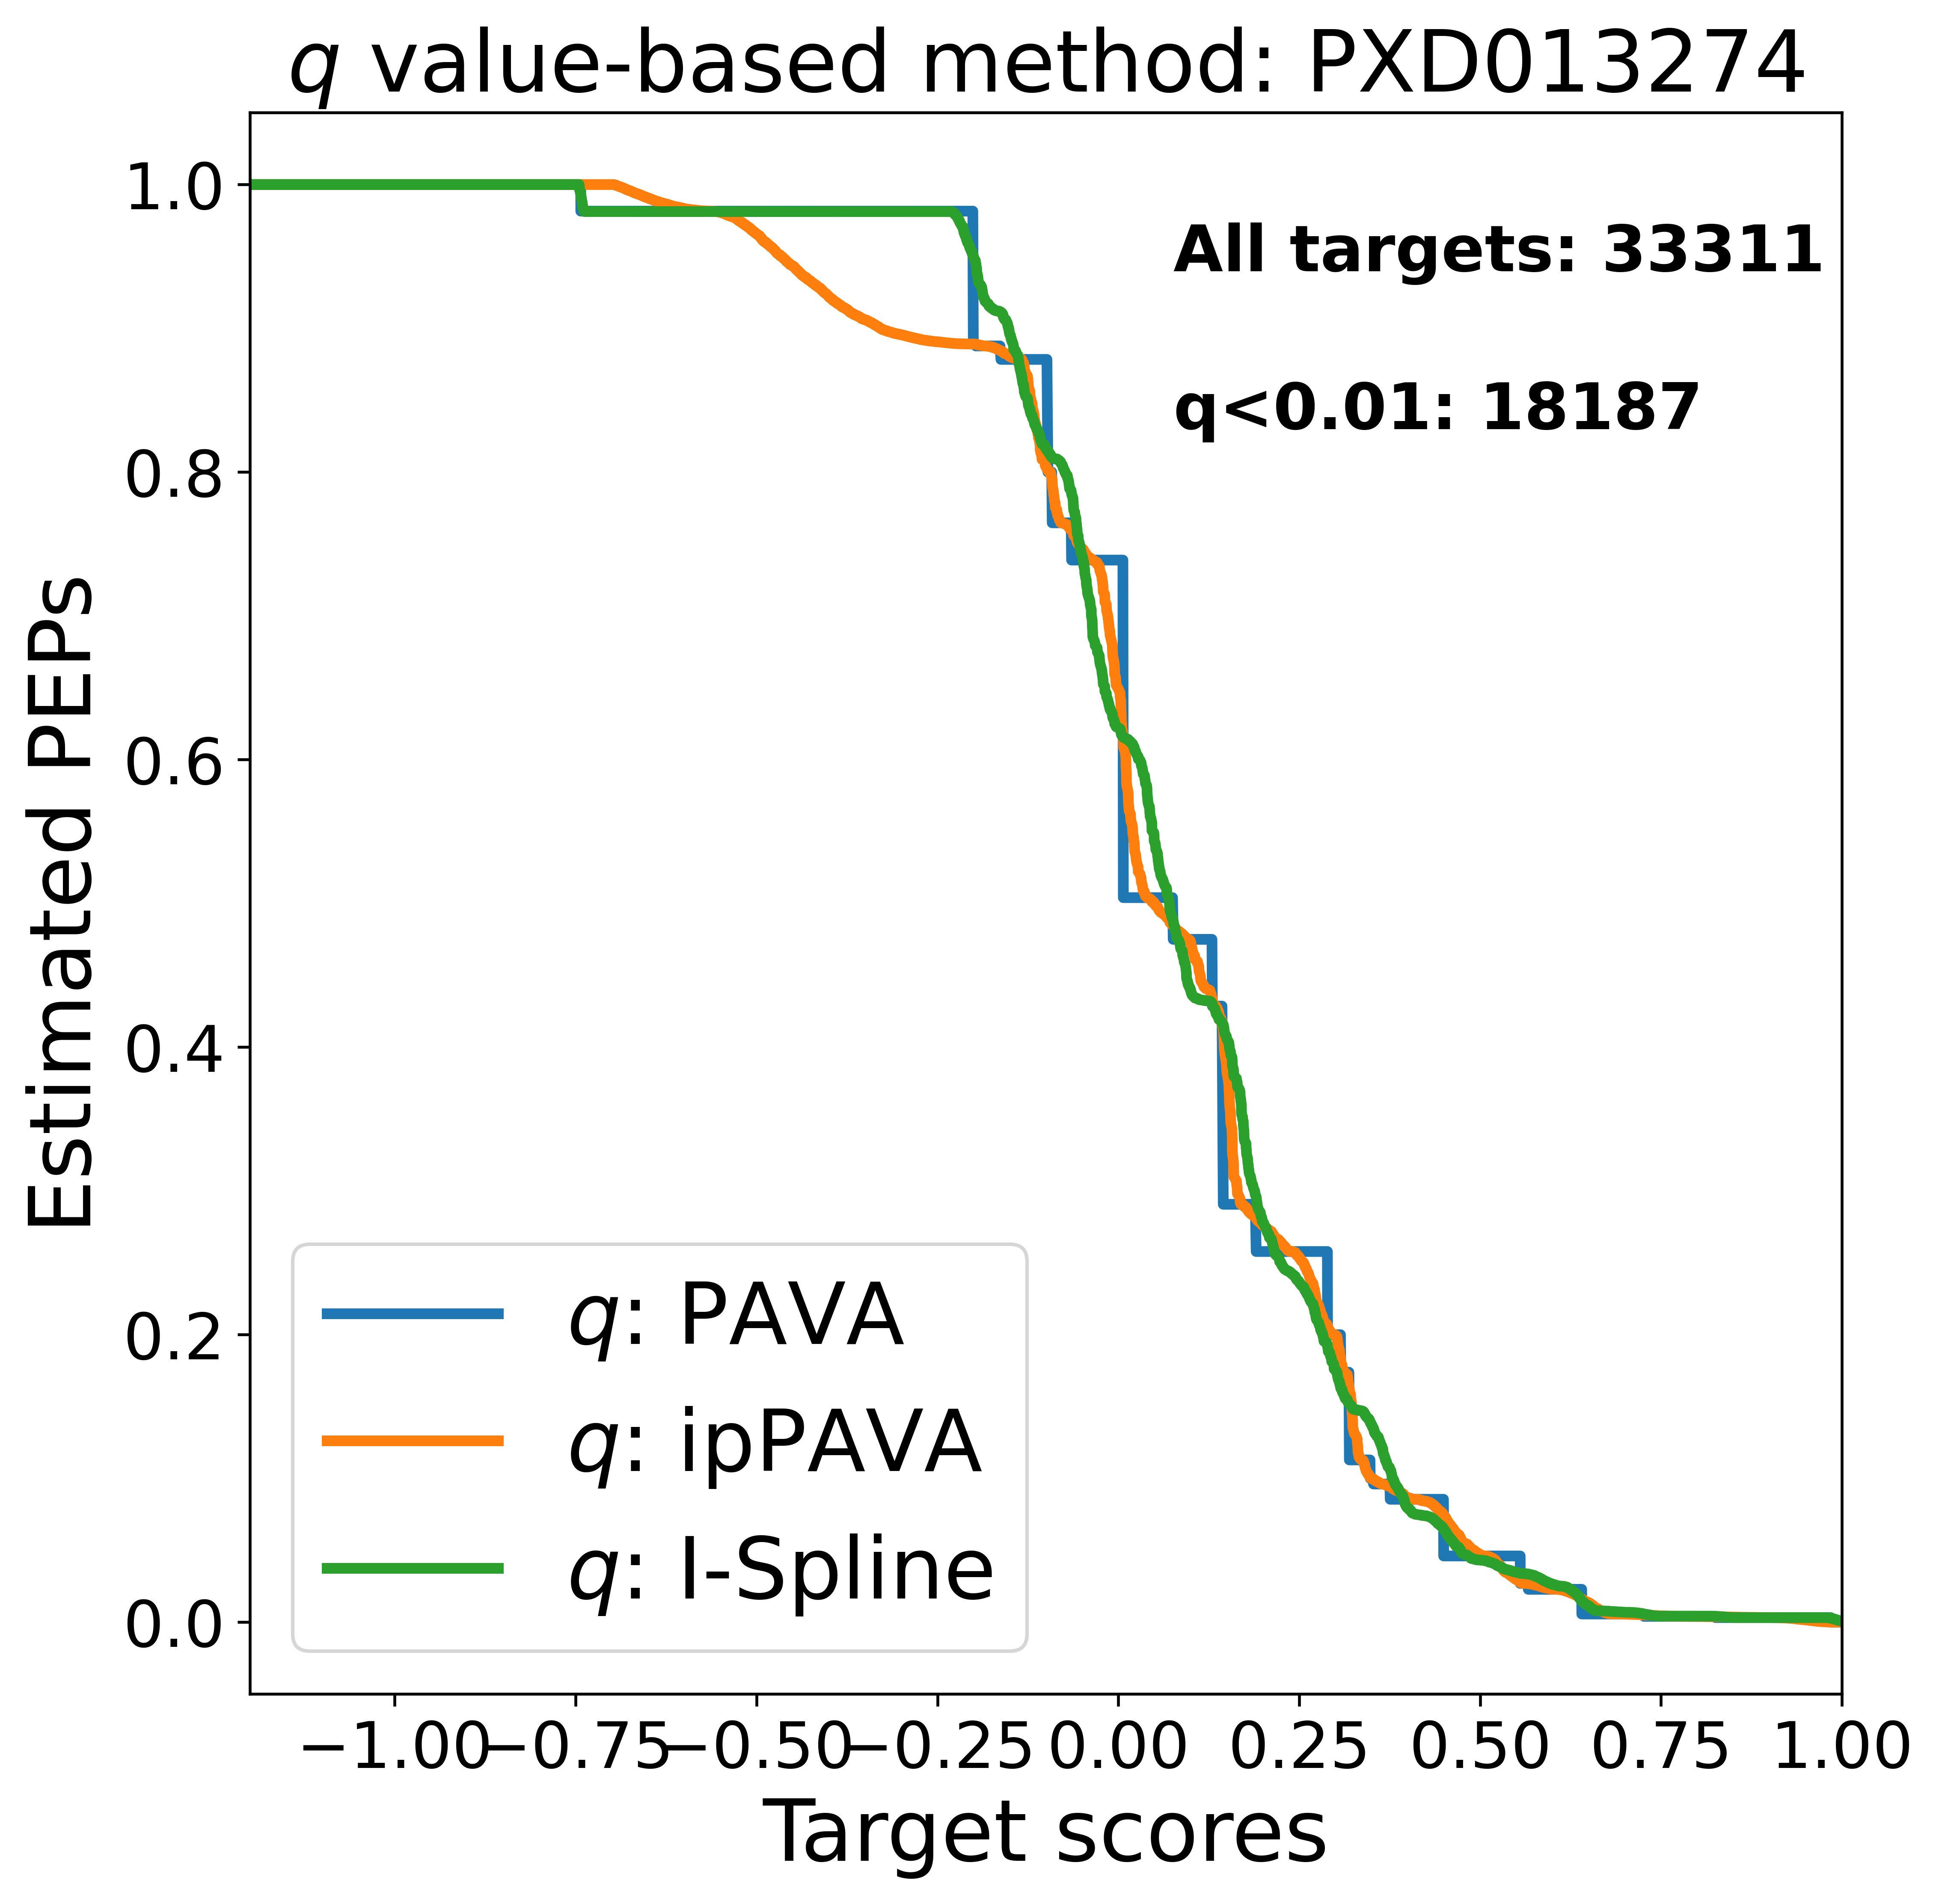 q value-based method: PXD013274
1.0
0.8
0.6
0.4
0.2
0.0
Estimated PEPs
All targets: 33311
q<0.01: 18187
q: PAVA
q: ipPAVA
q: I-Spline
−1.00 −0.75 −0.50 −0.25 0.00 0.25 0.50 0.75 1.00
Target scores